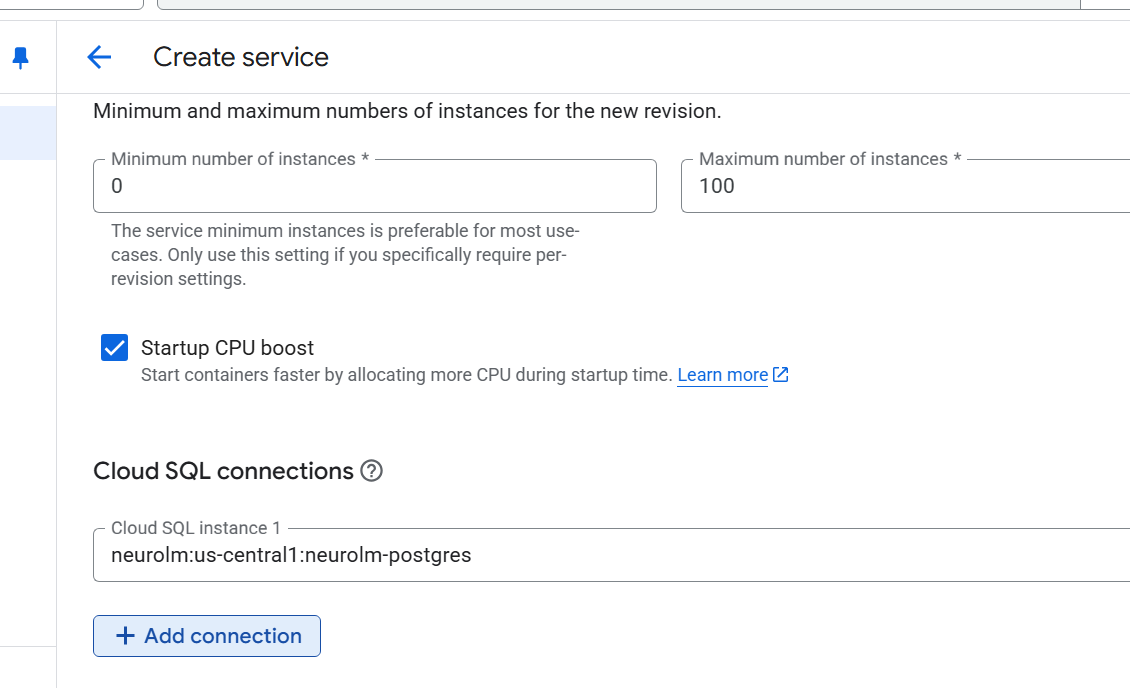 Create service
Minimum and maximum numbers of instances for the new revision.
Minimum number of instances *
0
Maximum number of instances *
100
The service minimum instances is preferable for most use-
cases. Only use this setting if you specifically require per-
revision settings.
Startup CPU boost
Start containers faster by allocating more CPU during startup time. Learn more
Cloud SQL connections
Cloud SQL instance 1
neurolm:us-central1:neurolm-postgres
+ Add connection